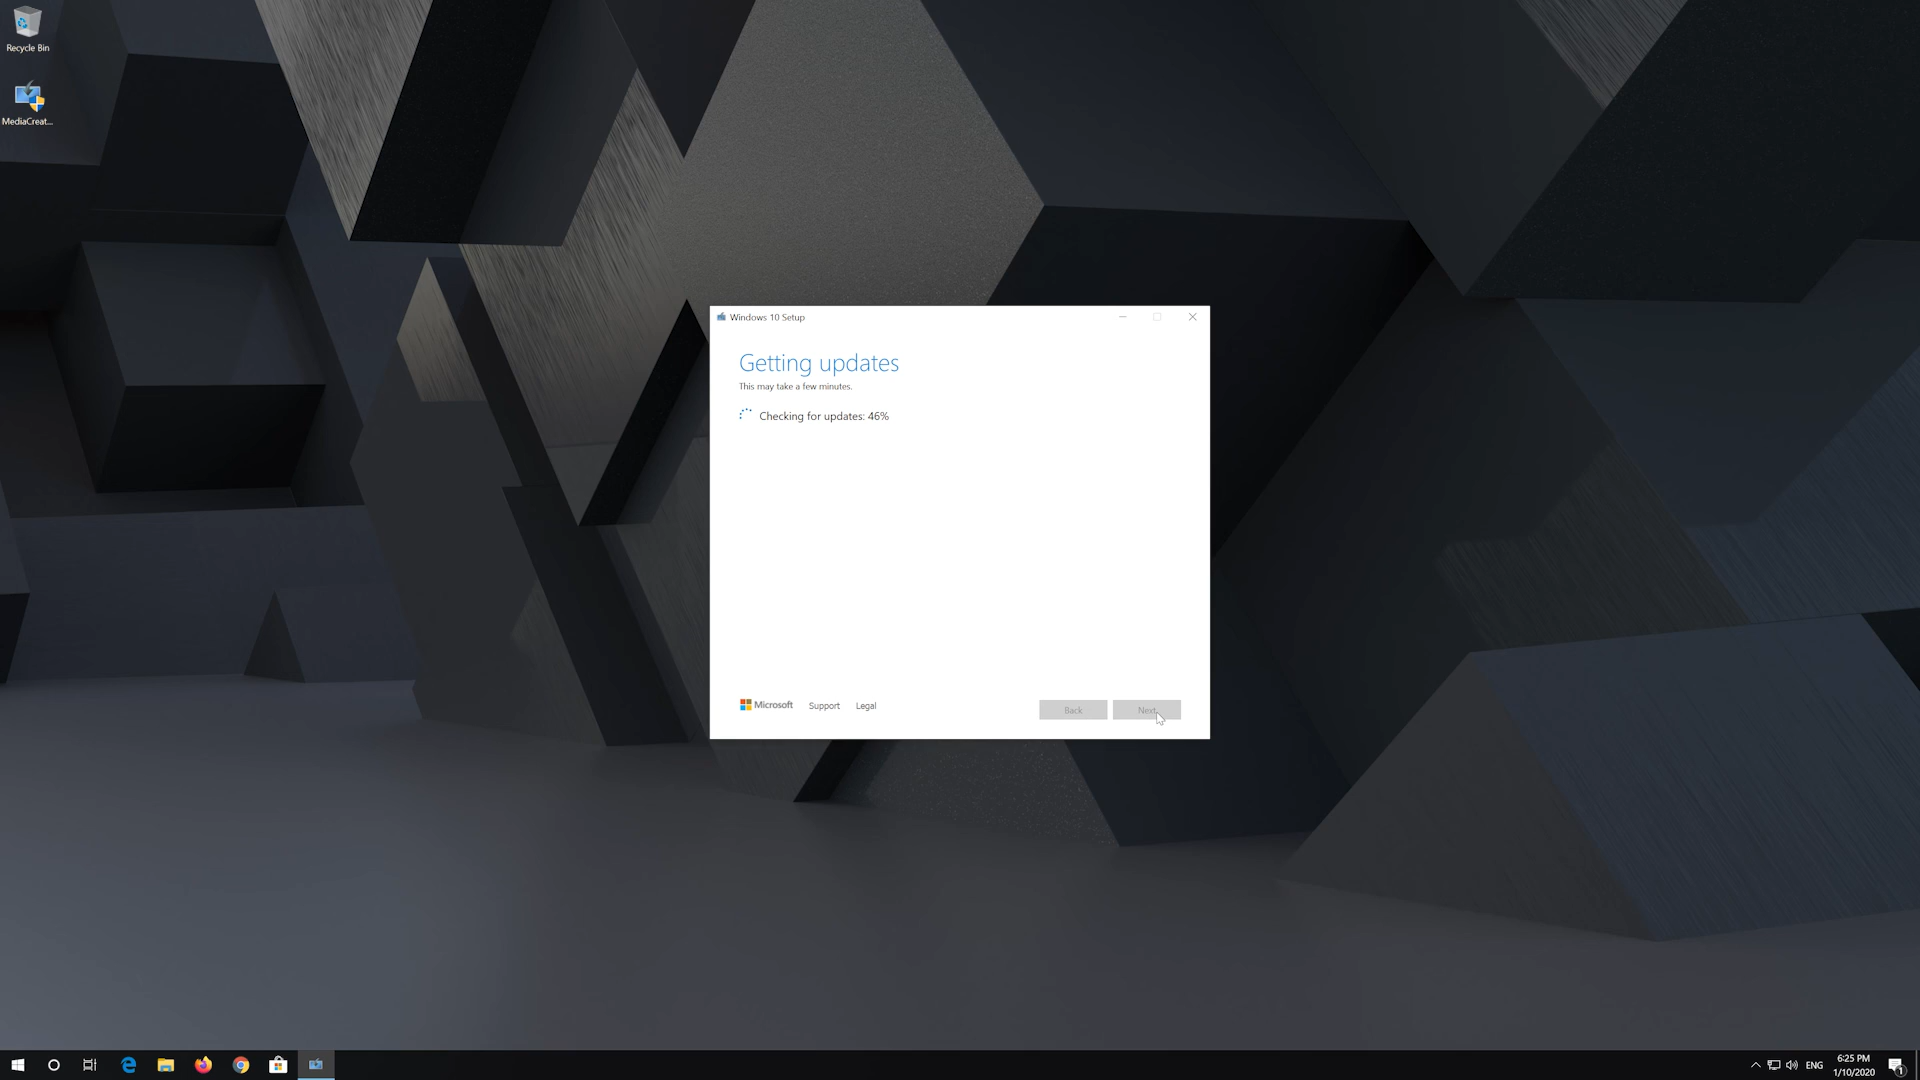 Recycle Bin
MediaCreat...
Windows 10 Setup
Getting updates
This may take a few minutes.
Checking for updates: 46%
Microsoft
Support
Legal
Back
Next
ENG
6:25 PM
1/10/2020
1